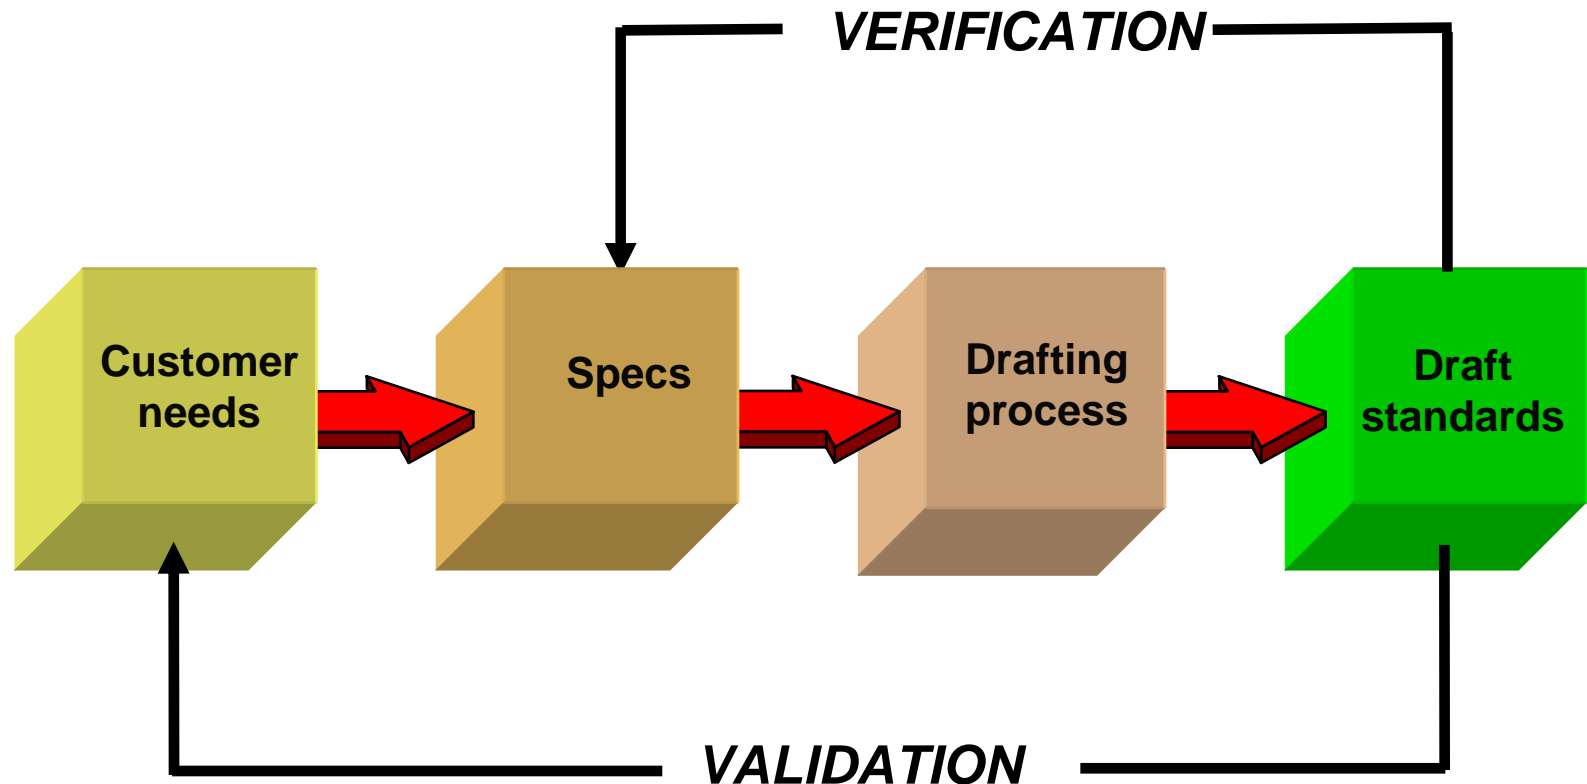 VERIFICATION
Customer
needs
Specs
Drafting
process
Draft
standards
VALIDATION